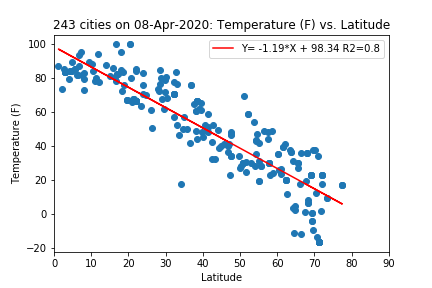 243 cities on 08-Apr-2020: Temperature (F) vs. Latitude
Y= -1.19*X + 98.34 R2=0.8
Temperature (F)
100
80
60
40
20
0
−20
0 10 20 30 40 50 60 70 80 90
Latitude